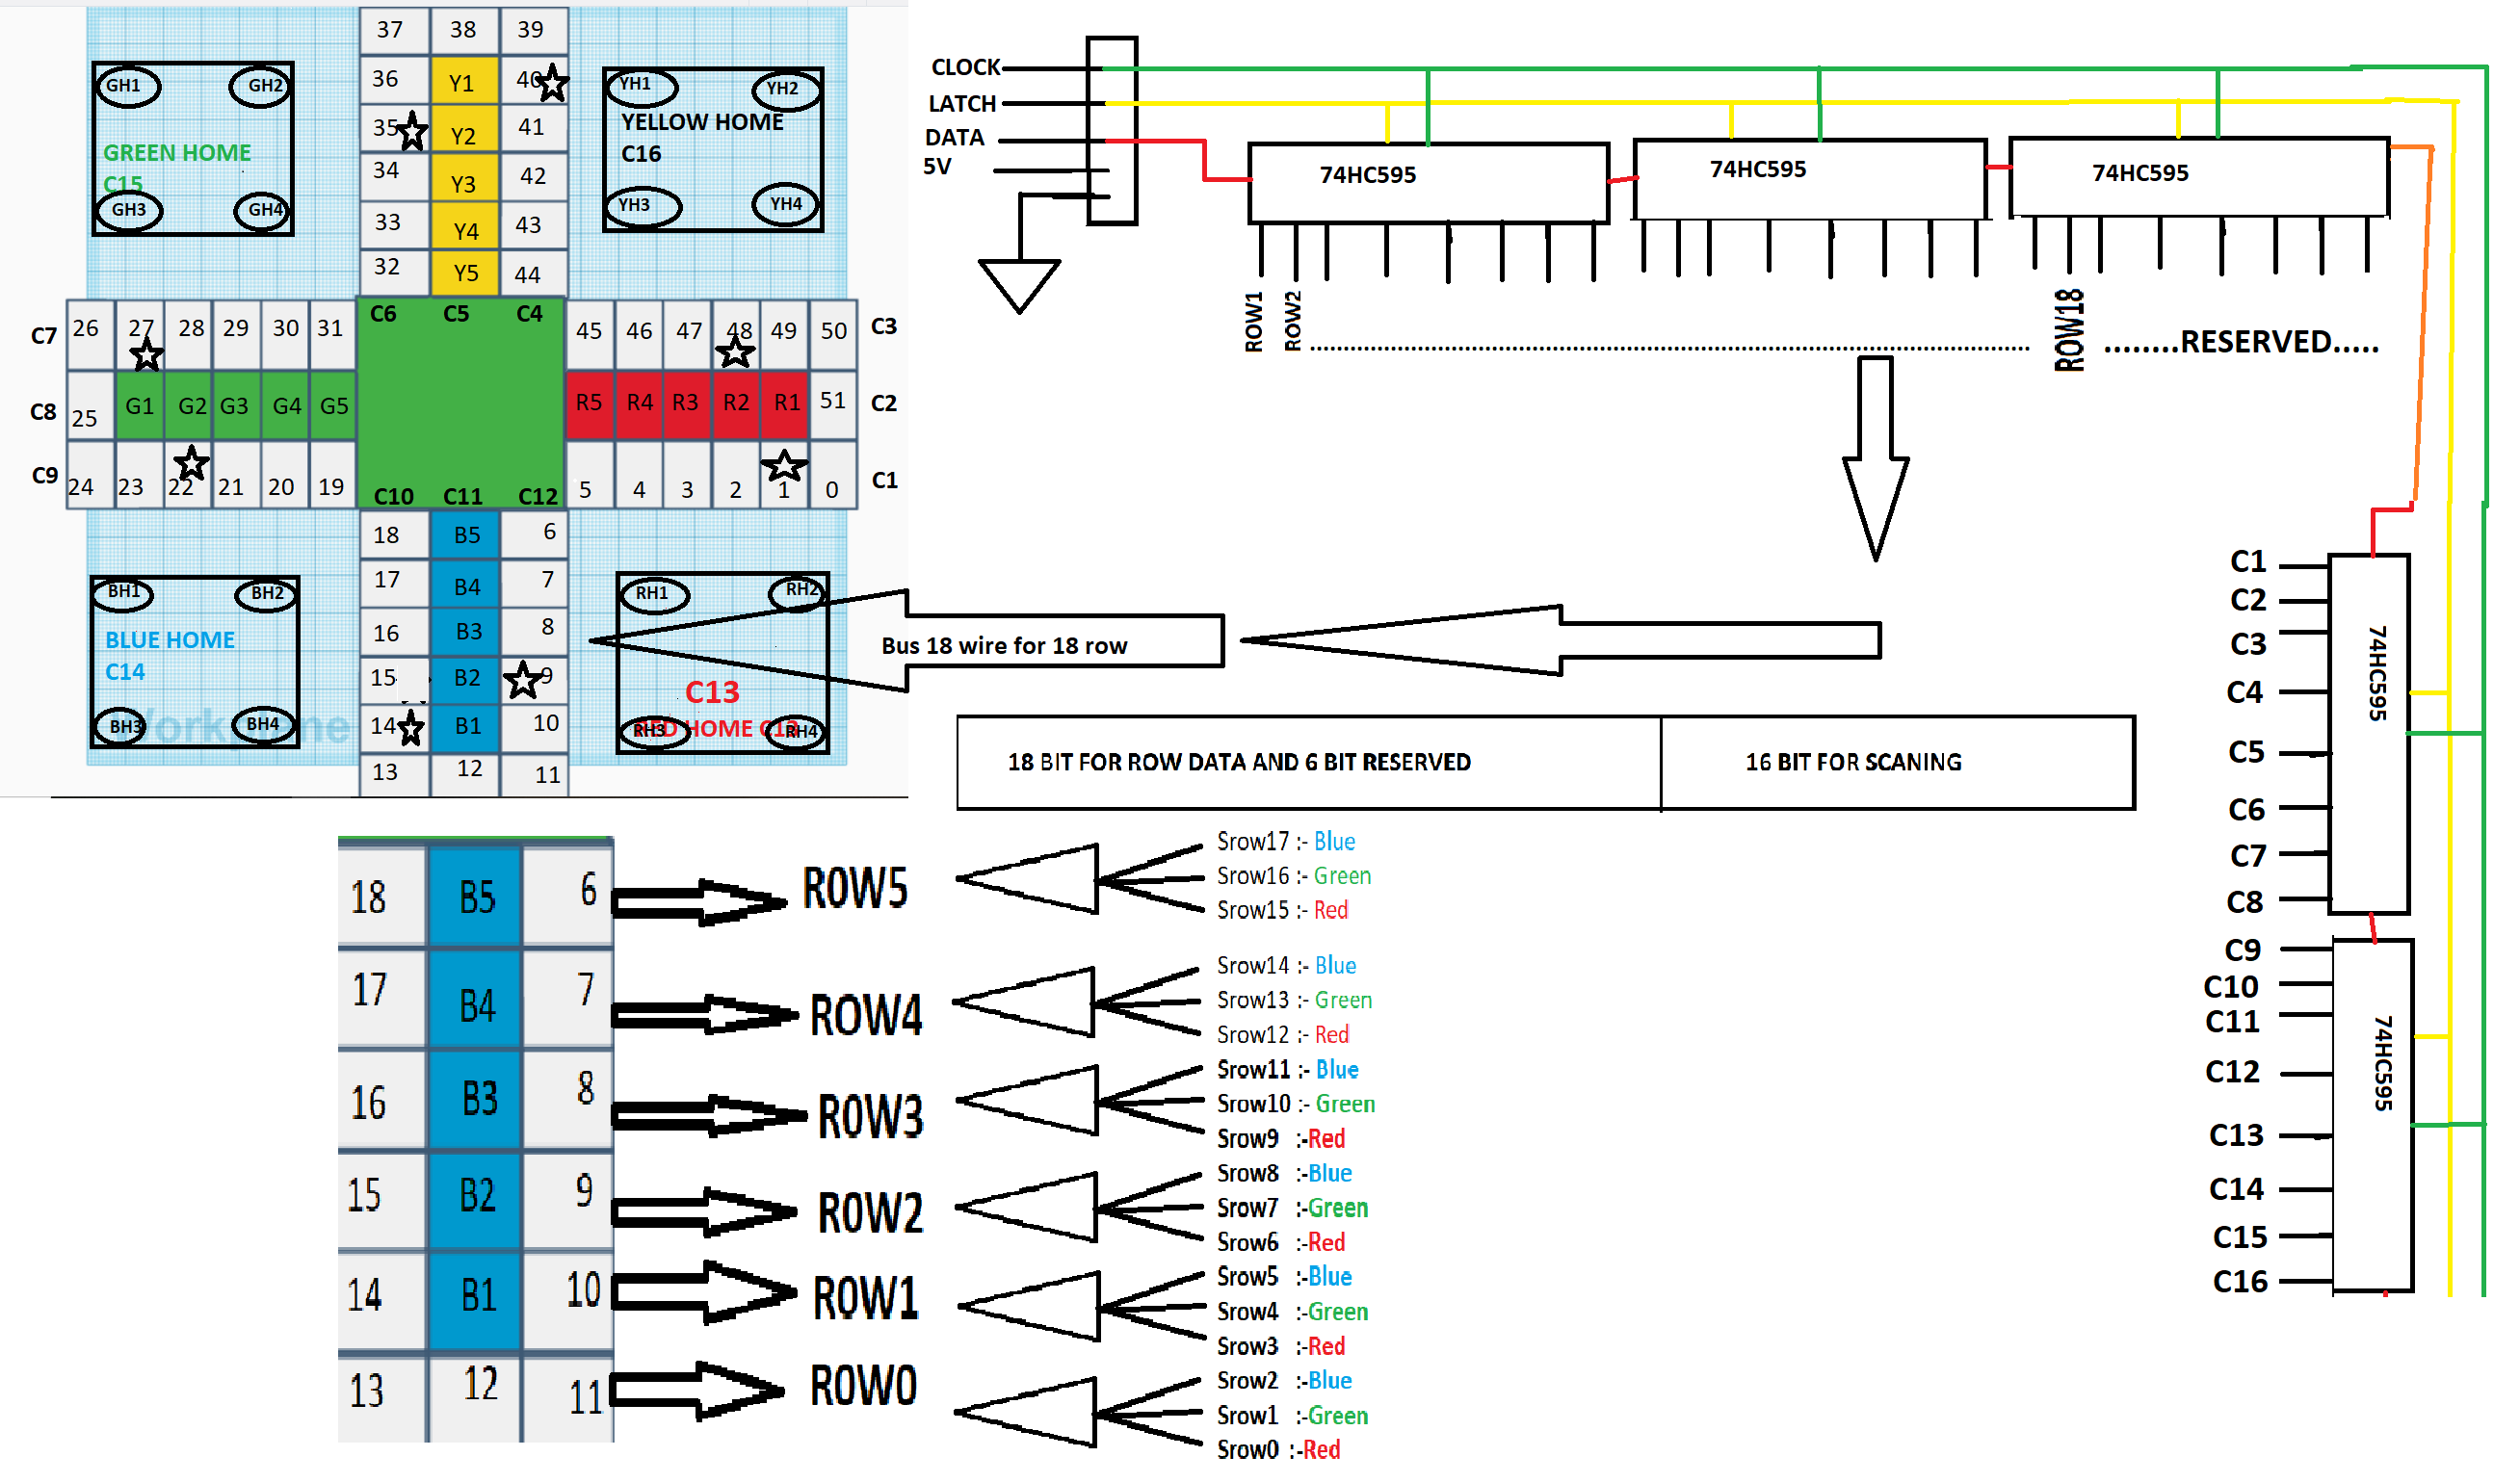 37 38 39
36 Y1 40
35 Y2 41
34 Y3 42
33 Y4 43
32 Y5 44
GH1 GH2
GREEN HOME
C15
GH3 GH4
YH1 YH2
YELLOW HOME
C16
YH3 YH4
C6 C5 C4
C7 26 27 28 29 30 31 45 46 47 48 49 50 C3
C8 25 G1 G2 G3 G4 G5 R5 R4 R3 R2 R1 51 C2
C9 24 23 22 21 20 19 5 4 3 2 1 0 C1
C10 C11 C12
18 B5 6
17 B4 7
16 B3 8
15 B2 9
14 B1 10
13 12 11
BH1 BH2
BLUE HOME
C14
BH3 BH4
RH1 RH2
C13
HOME
RH3 RH4
CLOCK
LATCH
DATA
5V
74HC595
74HC595
74HC595
ROW1
ROW2
ROW18
........RESERVED.....
Bus 18 wire for 18 row
18 BIT FOR ROW DATA AND 6 BIT RESERVED
16 BIT FOR SCANING
C1
C2
C3
C4
C5
C6
C7
C8
74HC595
C9
C10
C11
C12
C13
C14
C15
C16
74HC595
18 B5 6
17 B4 7
16 B3 8
15 B2 9
14 B1 10
13 12 11
ROW5
ROW4
ROW3
ROW2
ROW1
ROW0
Srow17 :- Blue
Srow16 :- Green
Srow15 :- Red
Srow14 :- Blue
Srow13 :- Green
Srow12 :- Red
Srow11 :- Blue
Srow10 :- Green
Srow9 :-Red
Srow8 :-Blue
Srow7 :-Green
Srow6 :-Red
Srow5 :-Blue
Srow4 :-Green
Srow3 :-Red
Srow2 :-Blue
Srow1 :-Green
Srow0 :-Red